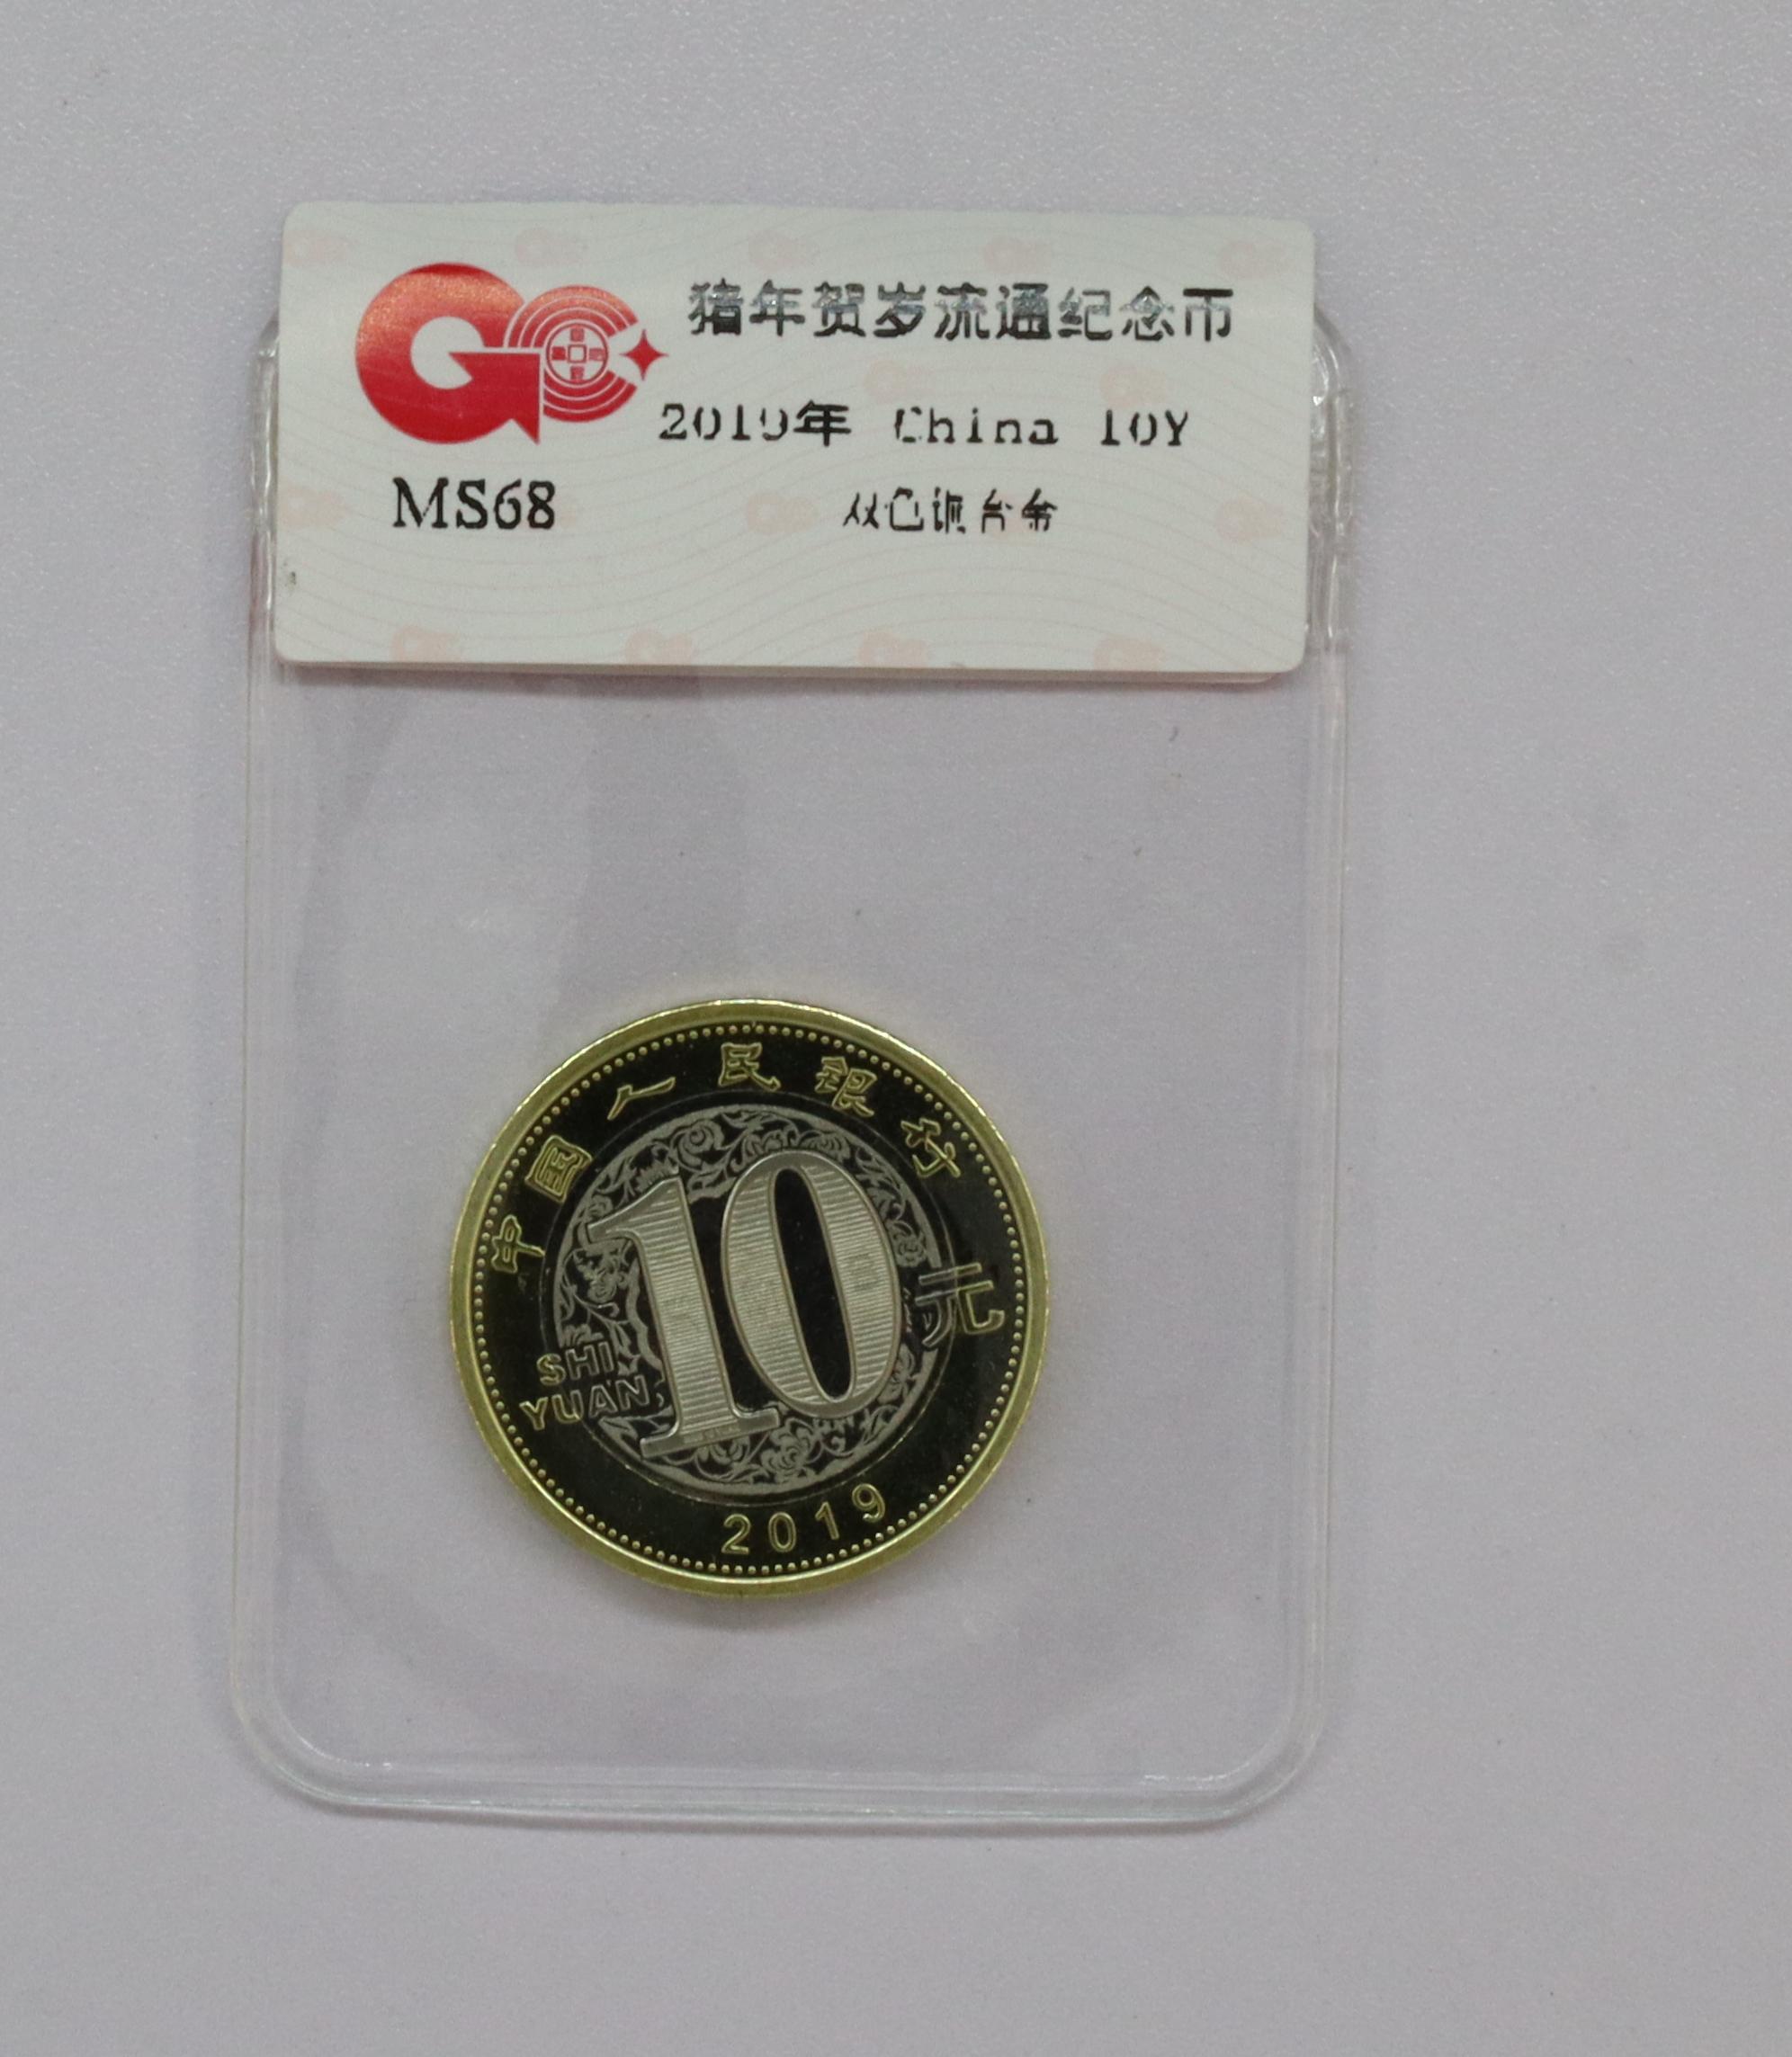 猪年贺岁流通纪念币
2019年 China 10Y
MS68
双色铜合金
中国人民银行
10
元
SHI
YUAN
2019